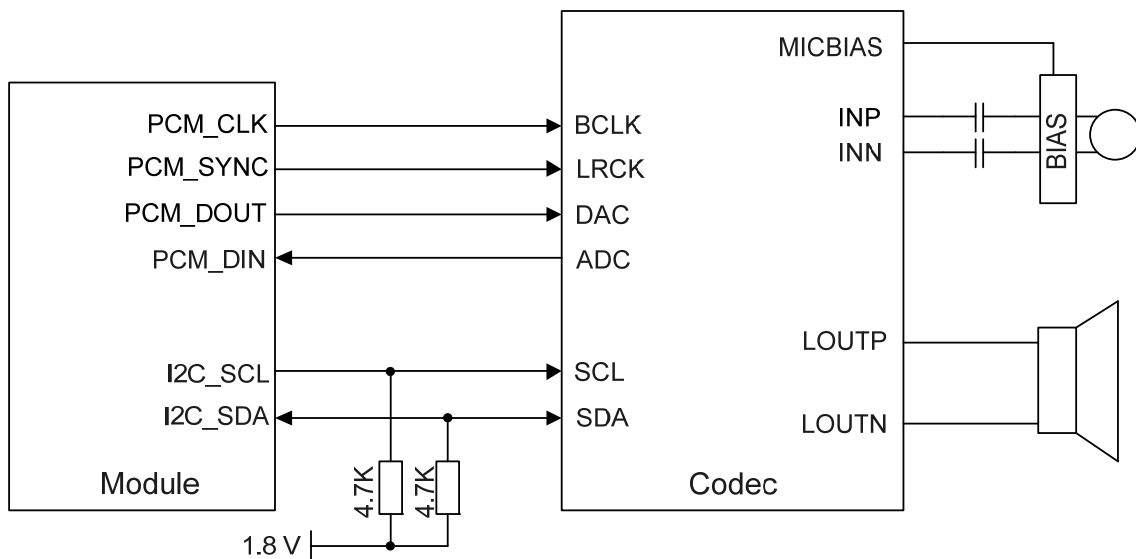 MICBIAS
PCM_CLK
BCLK
INP
PCM_SYNC
LRCK
INN
BIAS
PCM_DOUT
DAC
PCM_DIN
ADC
LOUTP
I2C_SCL
SCL
I2C_SDA
SDA
LOUTN
Module
4.7K
4.7K
Codec
1.8 V